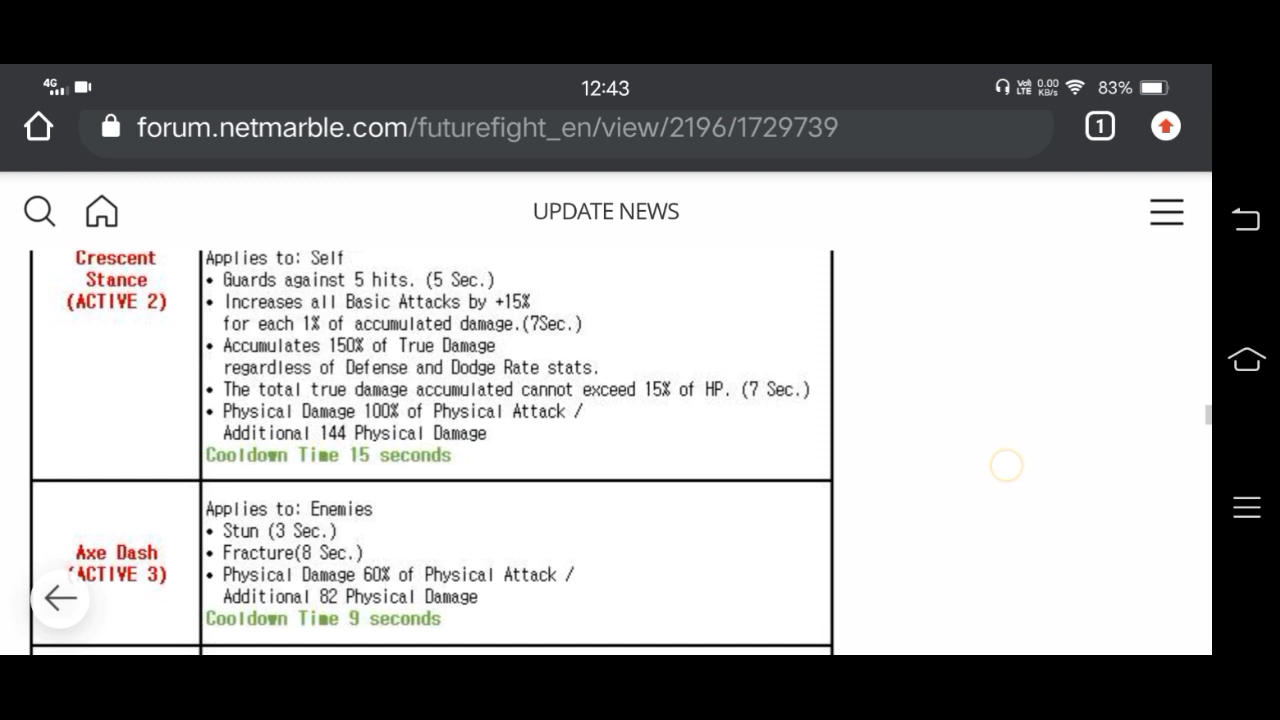 4G
12:43
VoD LTE
0.00 KB/s
83%
forum.netmarble.com/futurefight_en/view/2196/1729739
1
UPDATE NEWS
Crescent
Stance
(ACTIVE 2)
Applies to: Self
• Guards against 5 hits. (5 Sec.)
• Increases all Basic Attacks by +15%
for each 1% of accumulated damage.(7Sec.)
• Accumulates 150% of True Damage
regardless of Defense and Dodge Rate stats.
• The total true damage accumulated cannot exceed 15% of HP. (7 Sec.)
• Physical Damage 100% of Physical Attack /
Additional 144 Physical Damage
Cooldown Time 15 seconds
Axe Dash
(ACTIVE 3)
Applies to: Enemies
• Stun (3 Sec.)
• Fracture(8 Sec.)
• Physical Damage 60% of Physical Attack /
Additional 82 Physical Damage
Cooldown Time 9 seconds